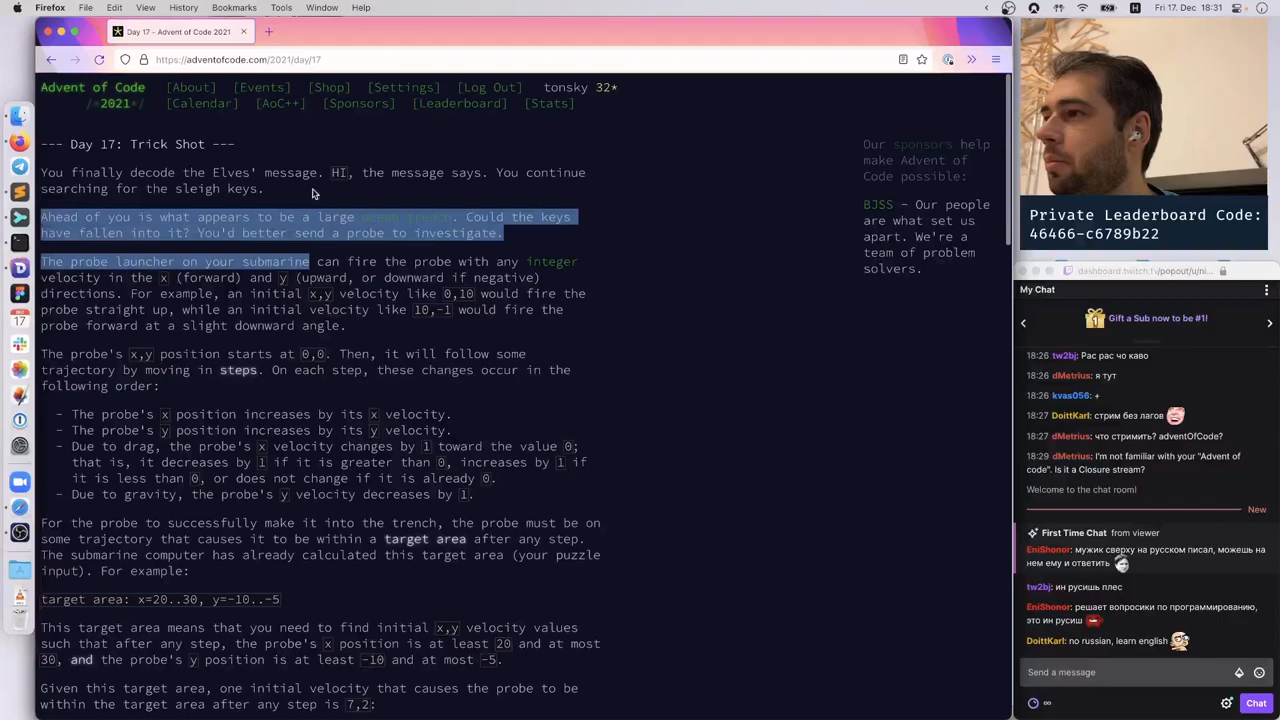 Firefox File Edit View History Bookmarks Tools Window Help
Fri 17. Dec 18:31
Day 17 - Advent of Code 2021
https://adventofcode.com/2021/day/17
Advent of Code [About] [Events] [Shop] [Settings] [Log Out] tonsky 32*
/*2021*/ [Calendar] [AoC++] [Sponsors] [Leaderboard] [Stats]
--- Day 17: Trick Shot ---
You finally decode the Elves' message. HI, the message says. You continue
searching for the sleigh keys.
Ahead of you is what appears to be a large ocean trench. Could the keys
have fallen into it? You'd better send a probe to investigate.
The probe launcher on your submarine can fire the probe with any integer
velocity in the x (forward) and y (upward, or downward if negative)
directions. For example, an initial x,y velocity like 0,10 would fire the
probe straight up, while an initial velocity like 10,-1 would fire the
probe forward at a slight downward angle.
The probe's x,y position starts at 0,0. Then, it will follow some
trajectory by moving in steps. On each step, these changes occur in the
following order:
- The probe's x position increases by its x velocity.
- The probe's y position increases by its y velocity.
- Due to drag, the probe's x velocity changes by 1 toward the value 0;
that is, it decreases by 1 if it is greater than 0, increases by 1 if
it is less than 0, or does not change if it is already 0.
- Due to gravity, the probe's y velocity decreases by 1.
For the probe to successfully make it into the trench, the probe must be on
some trajectory that causes it to be within a target area after any step.
The submarine computer has already calculated this target area (your puzzle
input). For example:
target area: x=20..30, y=-10..-5
This target area means that you need to find initial x,y velocity values
such that after any step, the probe's x position is at least 20 and at most
30, and the probe's y position is at least -10 and at most -5.
Given this target area, one initial velocity that causes the probe to be
within the target area after any step is 7,2:
Our sponsors help
make Advent of
Code possible:
BJSS - Our people
are what set us
apart. We're a
team of problem
solvers.
Private Leaderboard Code:
46466-c6789b22
dashboard.twitch.tv/popout/u/ni...
My Chat
1 Gift a Sub now to be #1!
18:26 tw2bj: Рас рас чо каво
18:26 dMetrius: я тут
18:26 kvas056: +
18:27 DoittKarl: стрим без лагов
18:27 dMetrius: что стримить? adventOfCode?
18:29 dMetrius: I'm not familiar with your "Advent of
code". Is it a Closure stream?
Welcome to the chat room!
New
First Time Chat from viewer
EniShonor: мужик сверху на русском писал, можешь на
нем ему и ответить
tw2bj: ин русишь плес
EniShonor: решает вопросики по программированию,
это ин русиш
DoittKarl: no russian, learn english
Send a message
Chat